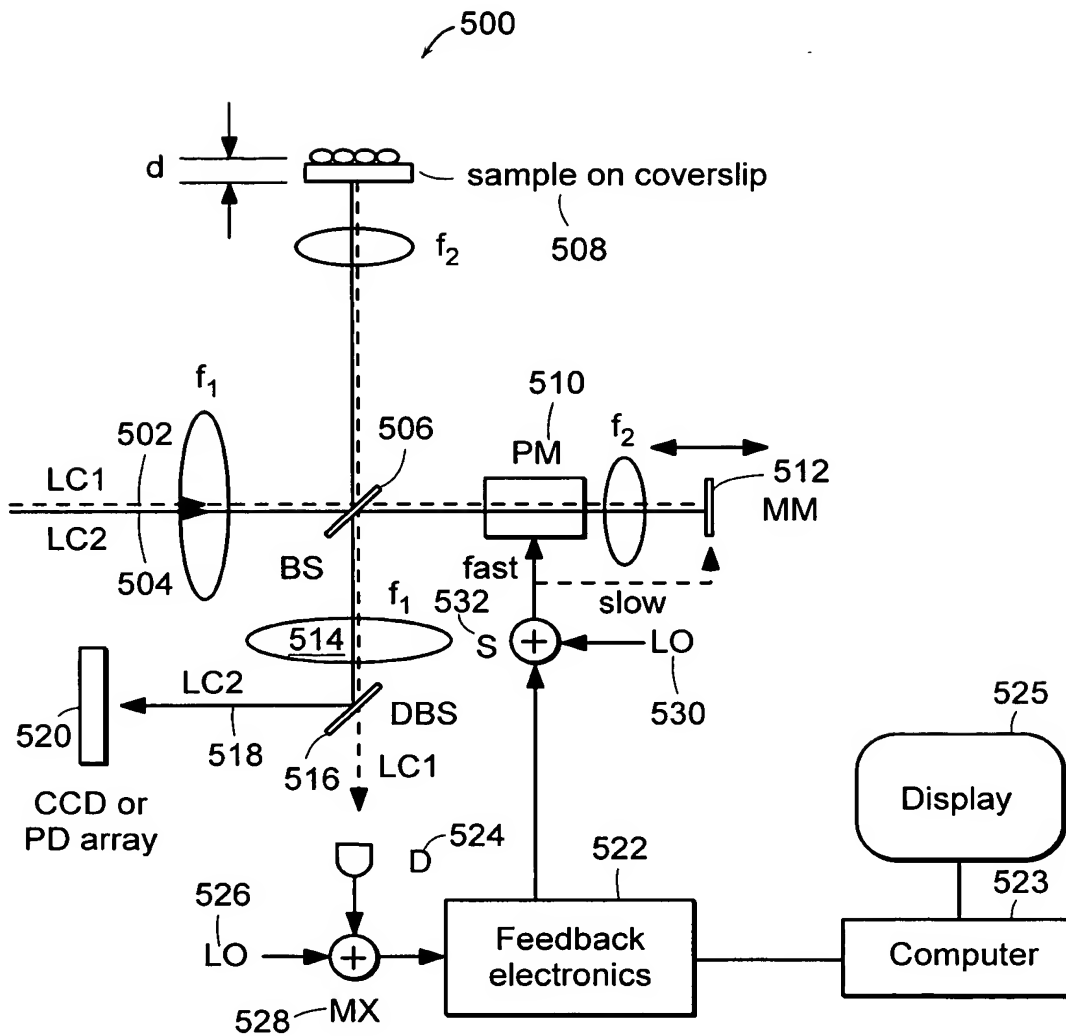 500
d
sample on coverslip
508
f2
f1
502
LC1
LC2
504
506
BS
510
PM
f2
512
MM
fast
slow
f1
514
532
S
LO
530
LC2
DBS
518
516
LC1
520
CCD or
PD array
D
524
526
LO
528
MX
522
Feedback
electronics
525
Display
523
Computer